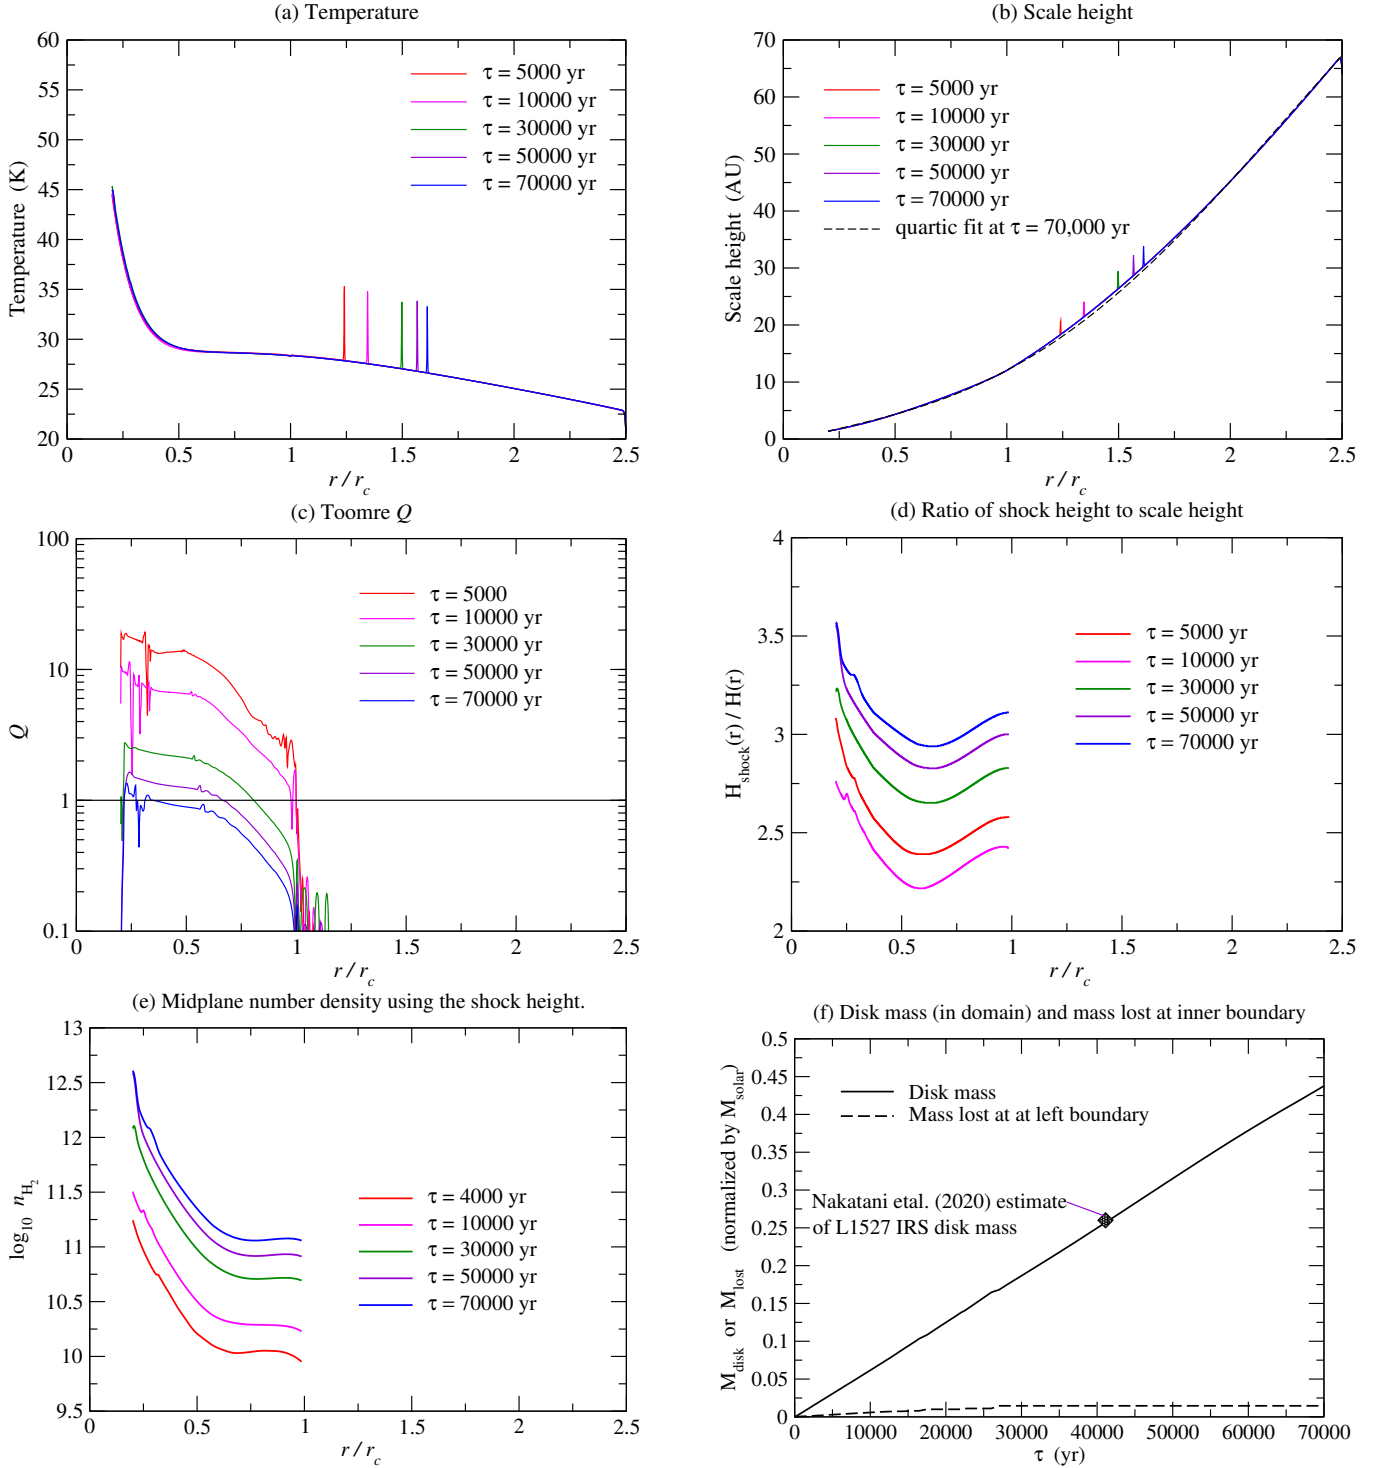 (a) Temperature
60
55
50
45
40
35
30
25
20
Temperature (K)
τ = 5000 yr
τ = 10000 yr
τ = 30000 yr
τ = 50000 yr
τ = 70000 yr
0 0.5 1 1.5 2 2.5
r / r_c
(b) Scale height
70
60
50
40
30
20
10
0
Scale height (AU)
τ = 5000 yr
τ = 10000 yr
τ = 30000 yr
τ = 50000 yr
τ = 70000 yr
quartic fit at τ = 70,000 yr
0 0.5 1 1.5 2 2.5
r / r_c
(c) Toomre Q
100
10
1
0.1
Q
τ = 5000
τ = 10000 yr
τ = 30000 yr
τ = 50000 yr
τ = 70000 yr
0 0.5 1 1.5 2 2.5
r / r_c
(d) Ratio of shock height to scale height
4
3.5
3
2.5
2
H_shock(r) / H(r)
τ = 5000 yr
τ = 10000 yr
τ = 30000 yr
τ = 50000 yr
τ = 70000 yr
0 0.5 1 1.5 2 2.5
r / r_c
(e) Midplane number density using the shock height.
13
12.5
12
11.5
11
10.5
10
9.5
log_10 n_H_2
τ = 4000 yr
τ = 10000 yr
τ = 30000 yr
τ = 50000 yr
τ = 70000 yr
0 0.5 1 1.5 2 2.5
r / r_c
(f) Disk mass (in domain) and mass lost at inner boundary
0.5
0.45
0.4
0.35
0.3
0.25
0.2
0.15
0.1
0.05
0
M_disk or M_lost (normalized by M_solar)
Disk mass
Mass lost at at left boundary
Nakatani etal. (2020) estimate
of L1527 IRS disk mass
0 10000 20000 30000 40000 50000 60000 70000
τ (yr)